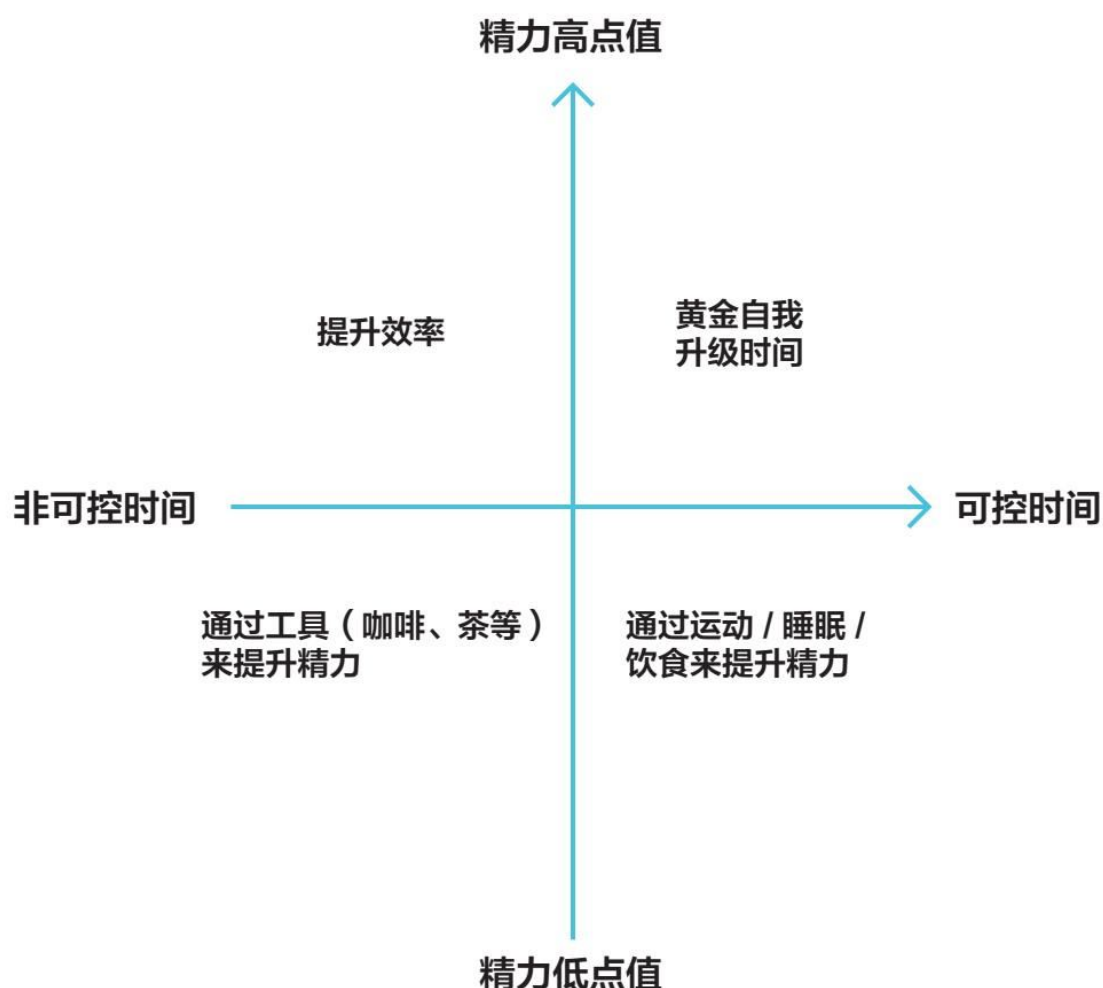 精力高点值
提升效率
黄金自我
升级时间
非可控时间
可控时间
通过工具（咖啡、茶等）
来提升精力
通过运动 / 睡眠 /
饮食来提升精力
精力低点值